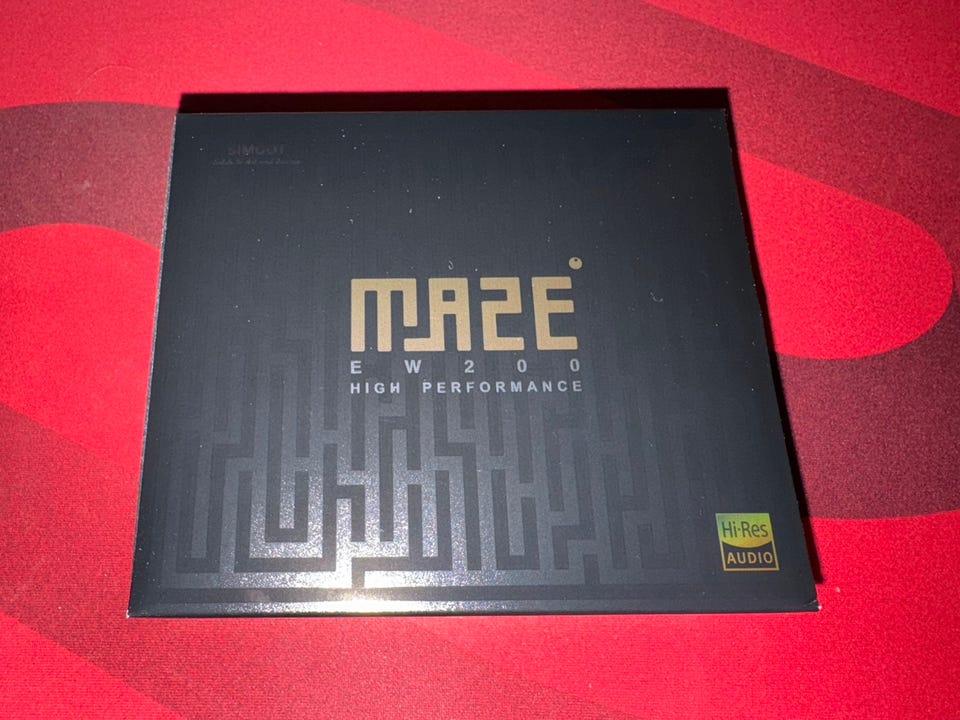 SIMGOT
MAZE
EW200
HIGH PERFORMANCE
Hi-Res
AUDIO